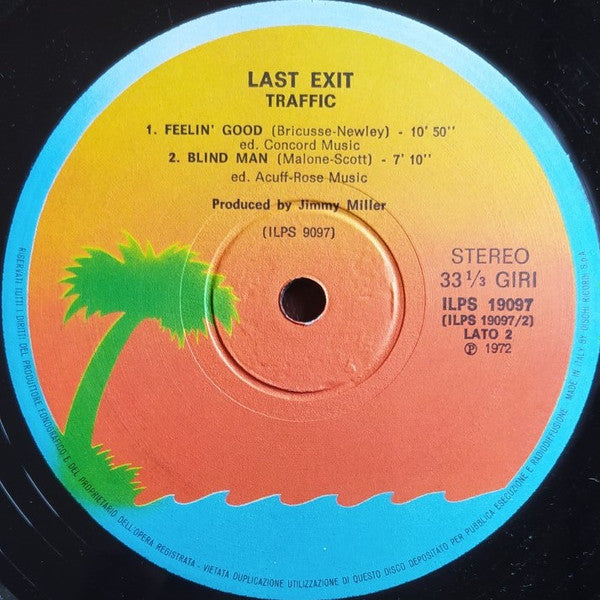 LAST EXIT
TRAFFIC
1. FEELIN' GOOD (Bricusse-Newley) - 10' 50''
ed. Concord Music
2. BLIND MAN (Malone-Scott) - 7' 10''
ed. Acuff-Rose Music
Produced by Jimmy Miller
(ILPS 9097)
STEREO
33 1/3 GIRI
ILPS 19097
(ILPS 19097/2)
LATO 2
Ⓟ 1972
RISERVATI TUTTI I DIRITTI DEL PRODUTTORE FONOGRAFICO E DEL PROPRIETARIO DELL'OPERA REGISTRATA - VIETATA DUPLICAZIONE UTILIZZAZIONE DI QUESTO DISCO DEPOSITATO PER PUBBLICA ESECUZIONE E RADIODIFFUSIONE. MADE IN ITALY BY DISCHI RICORDI S.p.A.